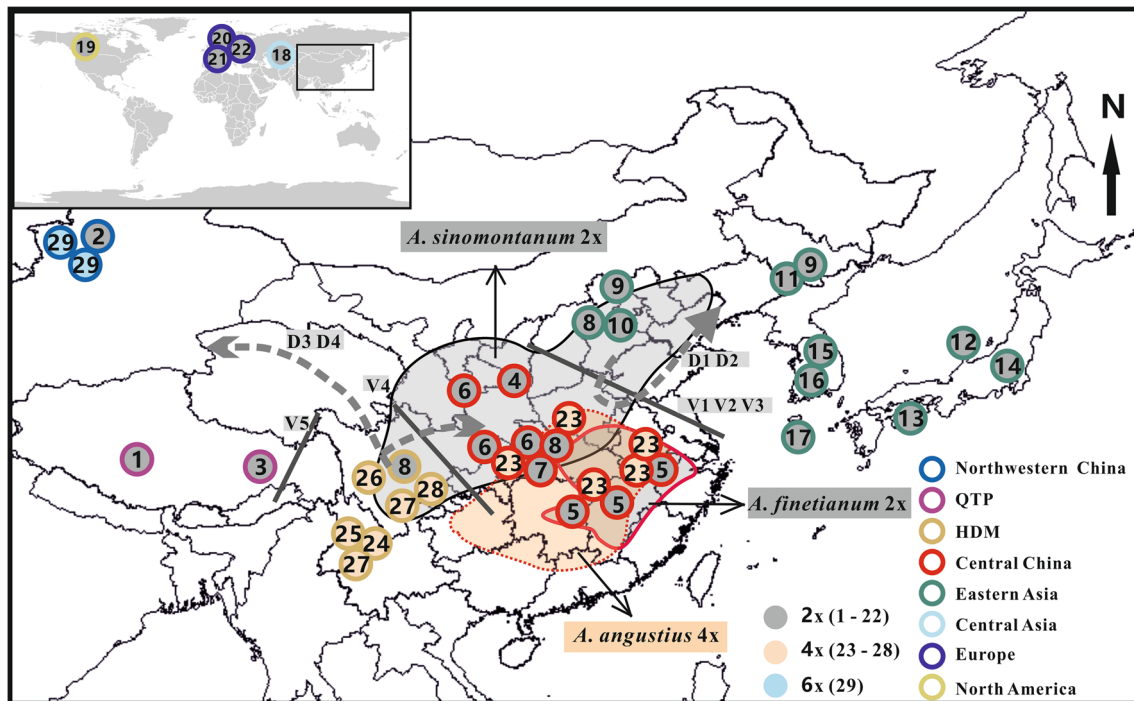 19
20
22
21
18
N
A. sinomontanum 2x
29
2
29
9
9
11
8
10
D3 D4
D1 D2
12
15
14
16
V4
4
6
V1 V2 V3
13
17
V5
23
23
6
6
8
1
3
8
26
23
7
23
5
28
23
27
5
5
25
24
27
A. finetianum 2x
A. angustius 4x
2x (1 - 22)
4x (23 - 28)
6x (29)
Northwestern China
QTP
HDM
Central China
Eastern Asia
Central Asia
Europe
North America